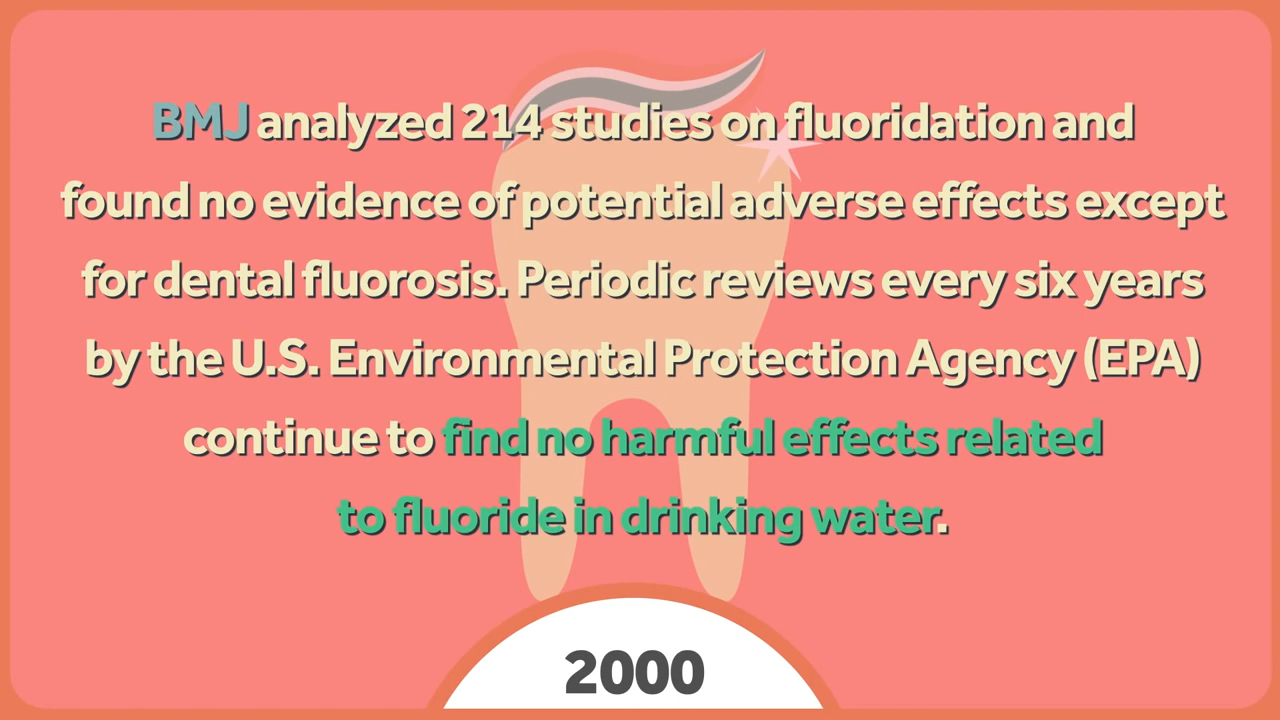 BMJ analyzed 214 studies on fluoridation and
found no evidence of potential adverse effects except
for dental fluorosis. Periodic reviews every six years
by the U.S. Environmental Protection Agency (EPA)
continue to find no harmful effects related
to fluoride in drinking water.
2000